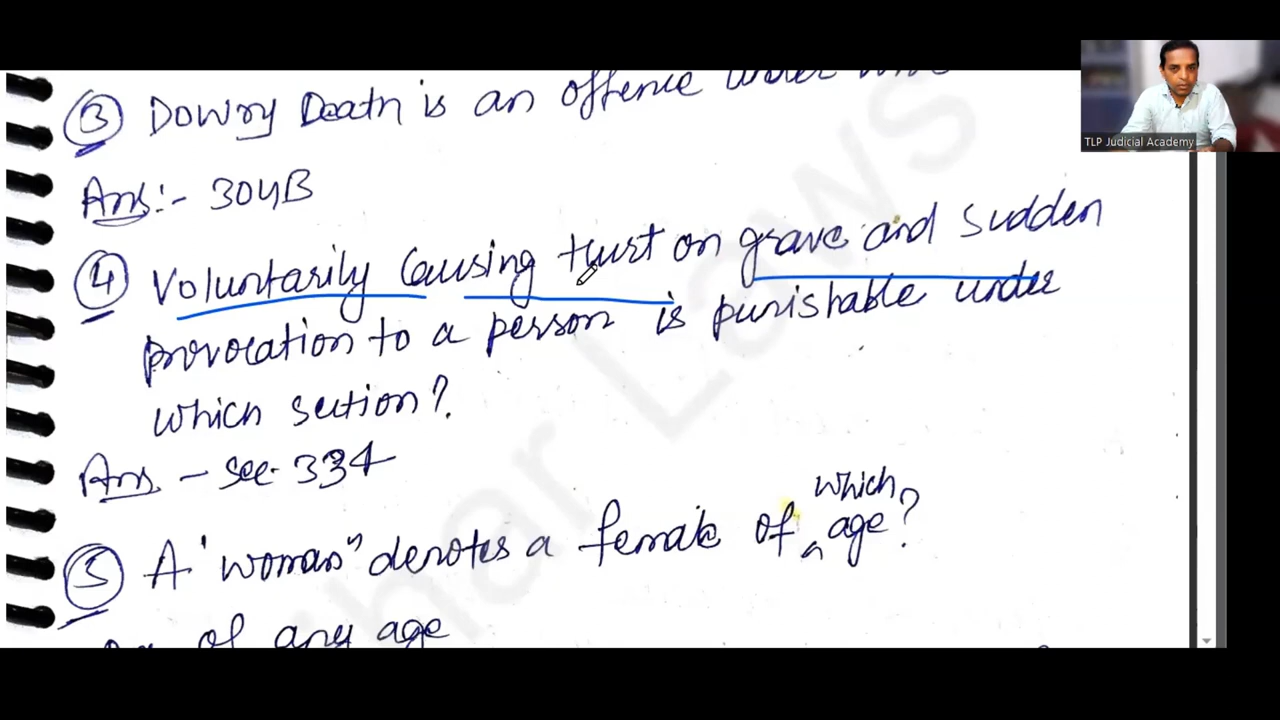 ③ Dowry Death is an offence under
Ans:- 304B
④ Voluntarily Causing Hurt on grave and sudden
provocation to a person is punishable under
which section?
Ans - Sec. 334
which
⑤ A "woman" denotes a female of ^ age?
of any age
TLP Judicial Academy
har Laws